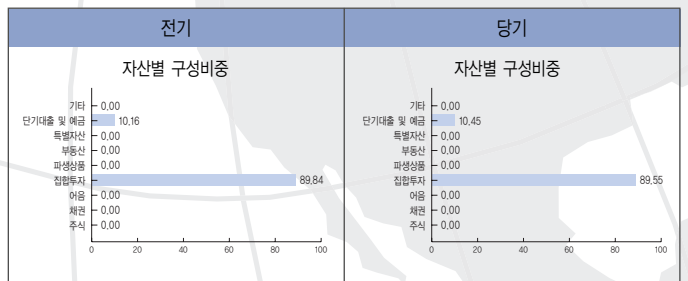 전기
당기
자산별 구성비중
기타 0.00
단기대출 및 예금 10.16
특별자산 0.00
부동산 0.00
파생상품 0.00
집합투자 89.84
어음 0.00
채권 0.00
주식 0.00
0 20 40 60 80 100
자산별 구성비중
기타 0.00
단기대출 및 예금 10.45
특별자산 0.00
부동산 0.00
파생상품 0.00
집합투자 89.55
어음 0.00
채권 0.00
주식 0.00
0 20 40 60 80 100